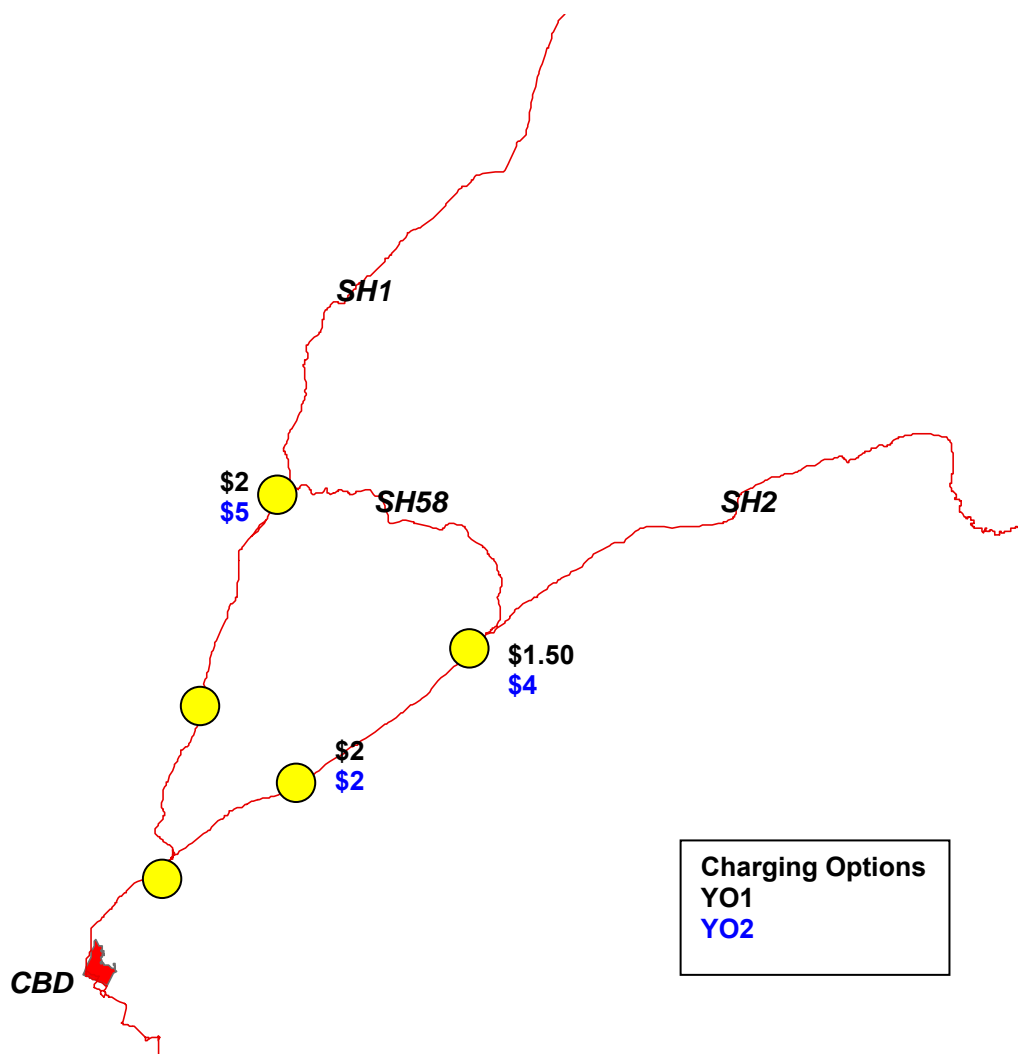 SH1
$2
$5
SH58
SH2
$1.50
$4
$2
$2
Charging Options
YO1
YO2
CBD